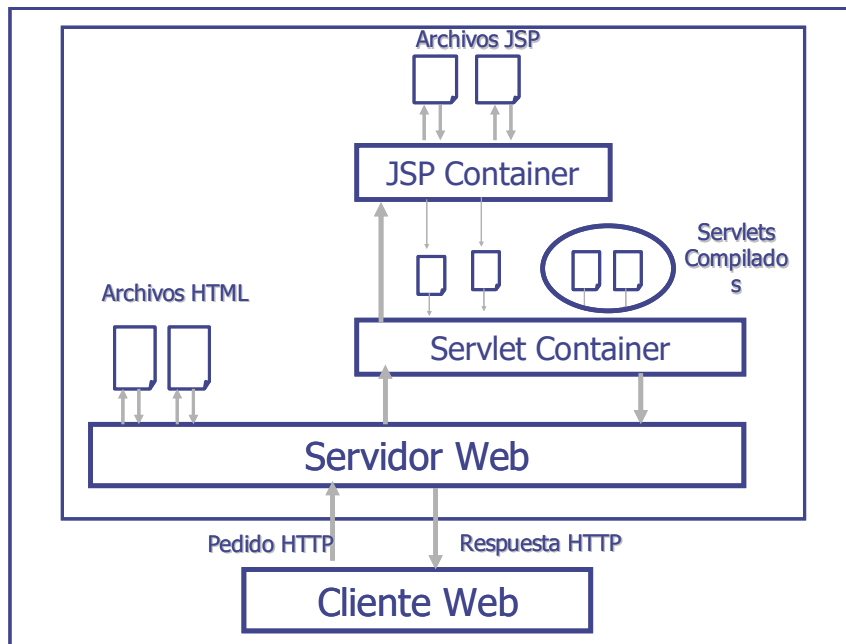 Archivos JSP
JSP Container
Servlets
Compilado
s
Archivos HTML
Servlet Container
Servidor Web
Pedido HTTP
Respuesta HTTP
Cliente Web